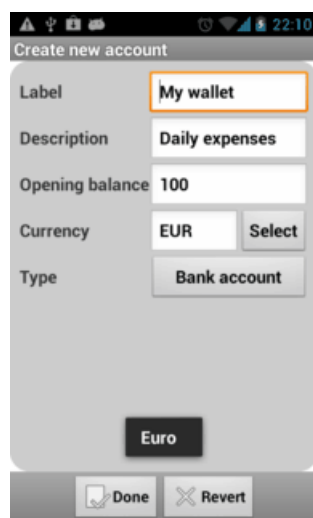 22:10
Create new accoun
Label My wallet
Description Daily expenses
Opening balance 100
Currency EUR Select
Type Bank account
Euro
Done Revert